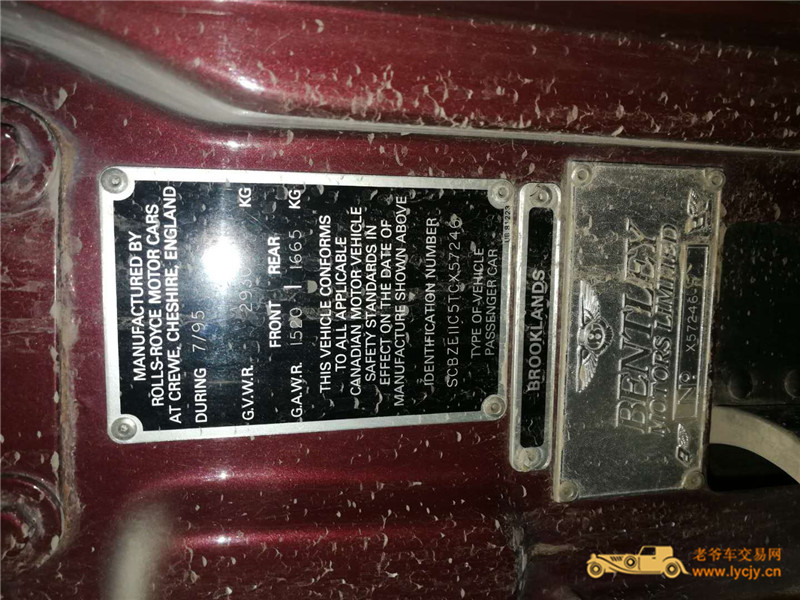 MANUFACTURED BY
ROLLS-ROYCE MOTOR CARS
AT CREWE, CHESHIRE, ENGLAND
DURING 7/95
G.V.W.R. KG
FRONT REAR
G.A.W.R. 1520 1665 KG
THIS VEHICLE CONFORMS
TO ALL APPLICABLE
CANADIAN MOTOR VEHICLE
SAFETY STANDARDS IN
EFFECT ON THE DATE OF
MANUFACTURE SHOWN ABOVE
IDENTIFICATION NUMBER
SCBZE11C5TCX57246
TYPE OF VEHICLE
PASSENGER CAR
UB 81223
BROOKLANDS
BENTLEY
MOTORS LIMITED
No X57246
老爷车交易网
www.lycjy.cn